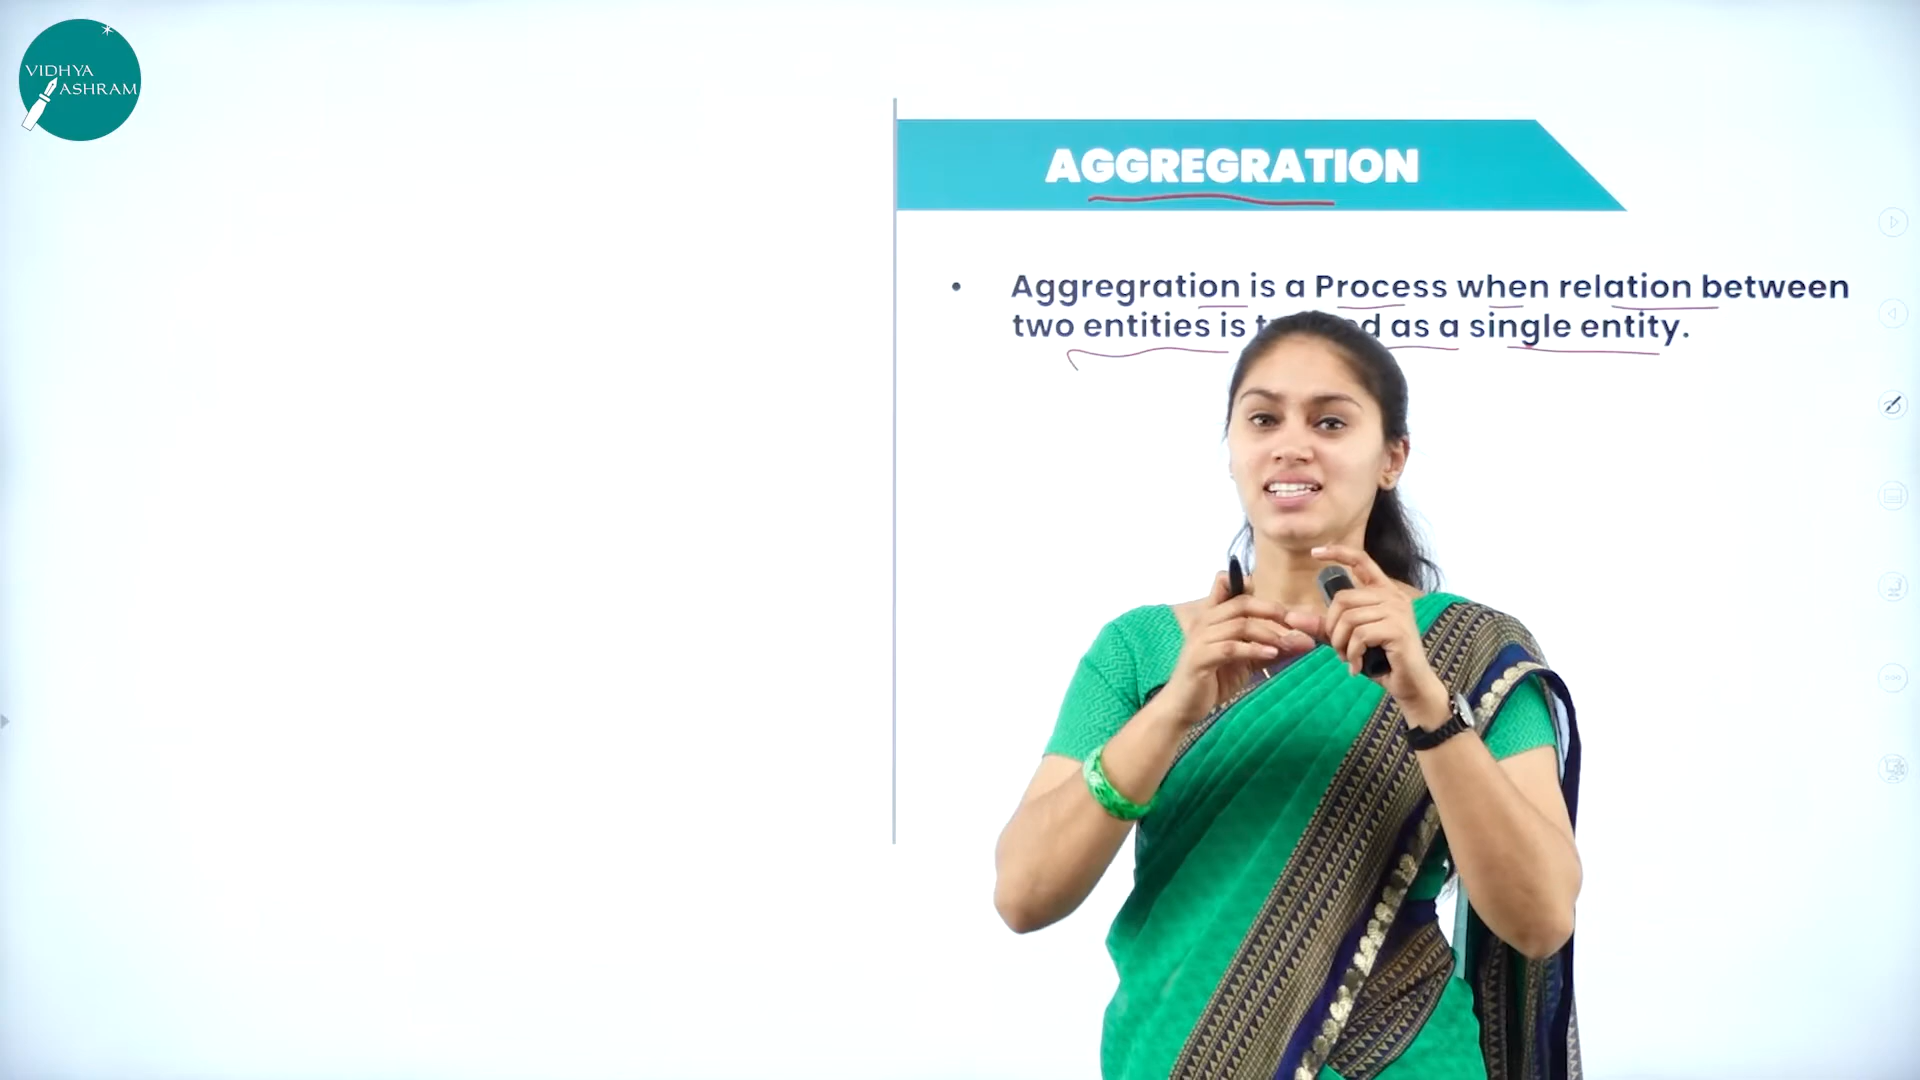 VIDHYA
ASHRAM
AGGREGRATION
• Aggregration is a Process when relation between
two entities is as a single entity.